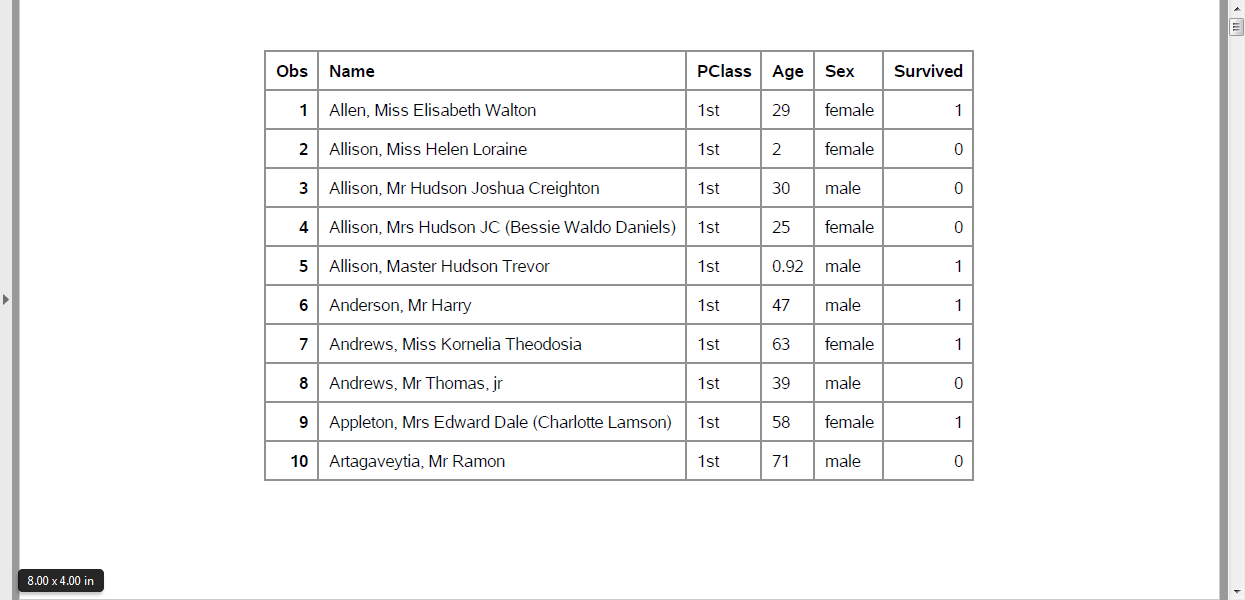 Obs Name PClass Age Sex Survived
1 Allen, Miss Elisabeth Walton 1st 29 female 1
2 Allison, Miss Helen Loraine 1st 2 female 0
3 Allison, Mr Hudson Joshua Creighton 1st 30 male 0
4 Allison, Mrs Hudson JC (Bessie Waldo Daniels) 1st 25 female 0
5 Allison, Master Hudson Trevor 1st 0.92 male 1
6 Anderson, Mr Harry 1st 47 male 1
7 Andrews, Miss Kornelia Theodosia 1st 63 female 1
8 Andrews, Mr Thomas, jr 1st 39 male 0
9 Appleton, Mrs Edward Dale (Charlotte Lamson) 1st 58 female 1
10 Artagaveytia, Mr Ramon 1st 71 male 0
8.00 x 4.00 in